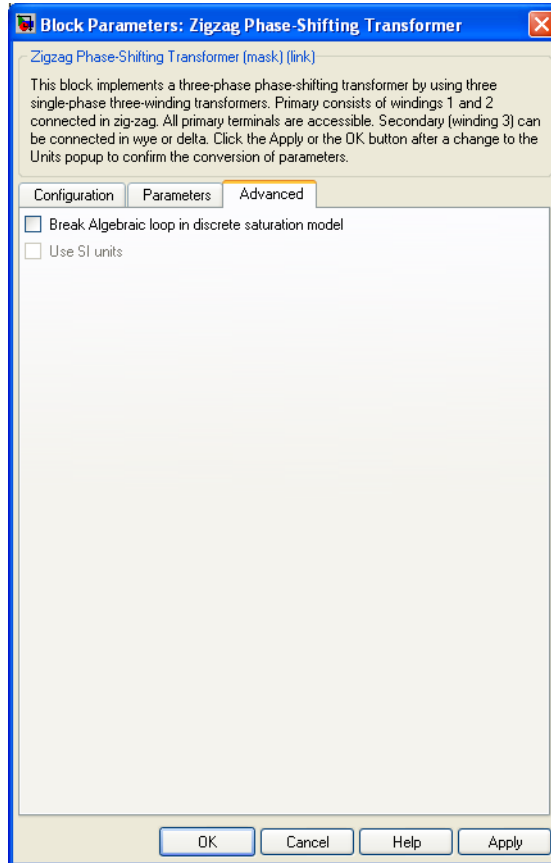 Block Parameters: Zigzag Phase-Shifting Transformer
Zigzag Phase-Shifting Transformer (mask) (link)
This block implements a three-phase phase-shifting transformer by using three
single-phase three-winding transformers. Primary consists of windings 1 and 2
connected in zig-zag. All primary terminals are accessible. Secondary (winding 3) can
be connected in wye or delta. Click the Apply or the OK button after a change to the
Units popup to confirm the conversion of parameters.
Configuration Parameters Advanced
Break Algebraic loop in discrete saturation model
Use SI units
OK Cancel Help Apply